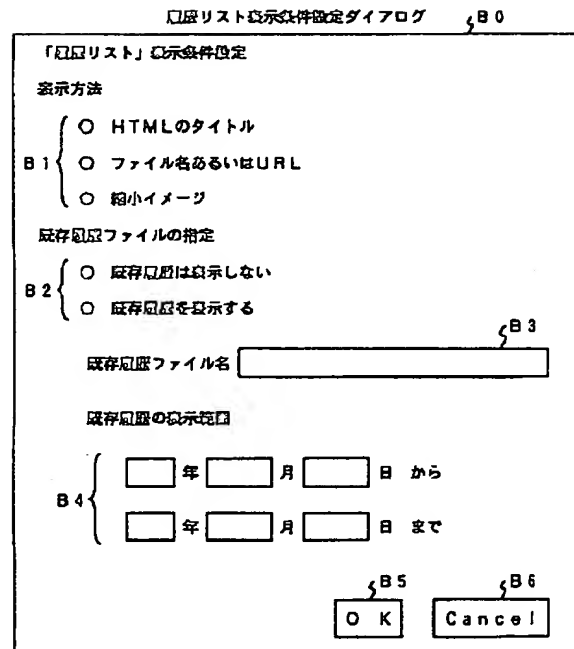 履歴リスト表示条件設定ダイアログ B0
「履歴リスト」表示条件設定
表示方法
○ HTMLのタイトル
B1 ○ ファイル名あるいはURL
○ 縮小イメージ
既存履歴ファイルの指定
○ 既存履歴は表示しない
B2
○ 既存履歴を表示する
B3
既存履歴ファイル名
既存履歴の表示範囲
年 月 日 から
B4
年 月 日 まで
B5 B6
OK Cancel